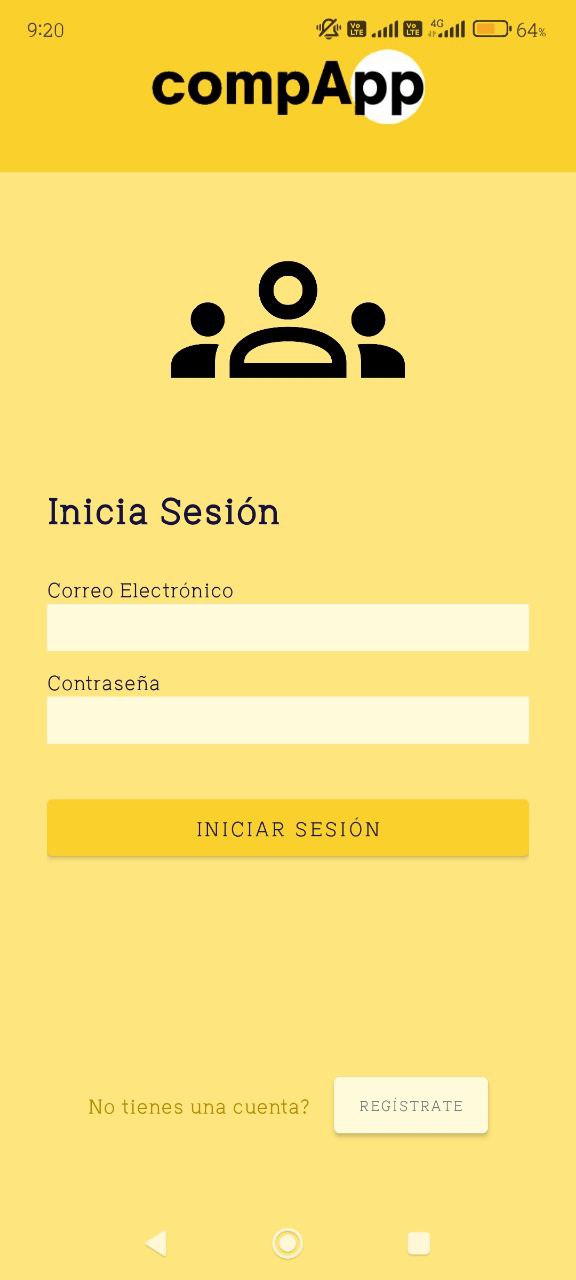 9:20 Vo LTE Vo LTE 4G 64%
compApp
Inicia Sesión
Correo Electrónico
Contraseña
INICIAR SESIÓN
No tienes una cuenta? REGÍSTRATE